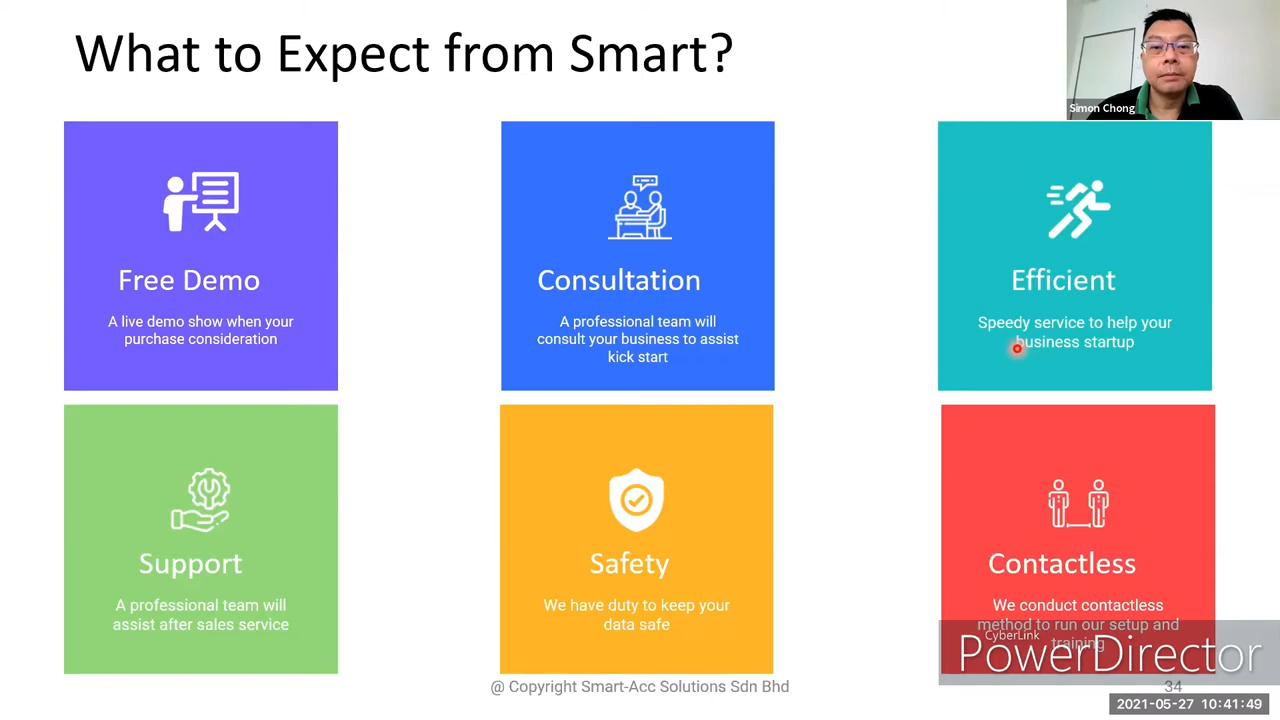 What to Expect from Smart?
Simon Chong
Free Demo
A live demo show when your
purchase consideration
Consultation
A professional team will
consult your business to assist
kick start
Efficient
Speedy service to help your
business startup
Support
A professional team will
assist after sales service
Safety
We have duty to keep your
data safe
Contactless
We conduct contactless
method to run our setup and
training
CyberLink
PowerDirector
@ Copyright Smart-Acc Solutions Sdn Bhd
34
2021-05-27 10:41:49